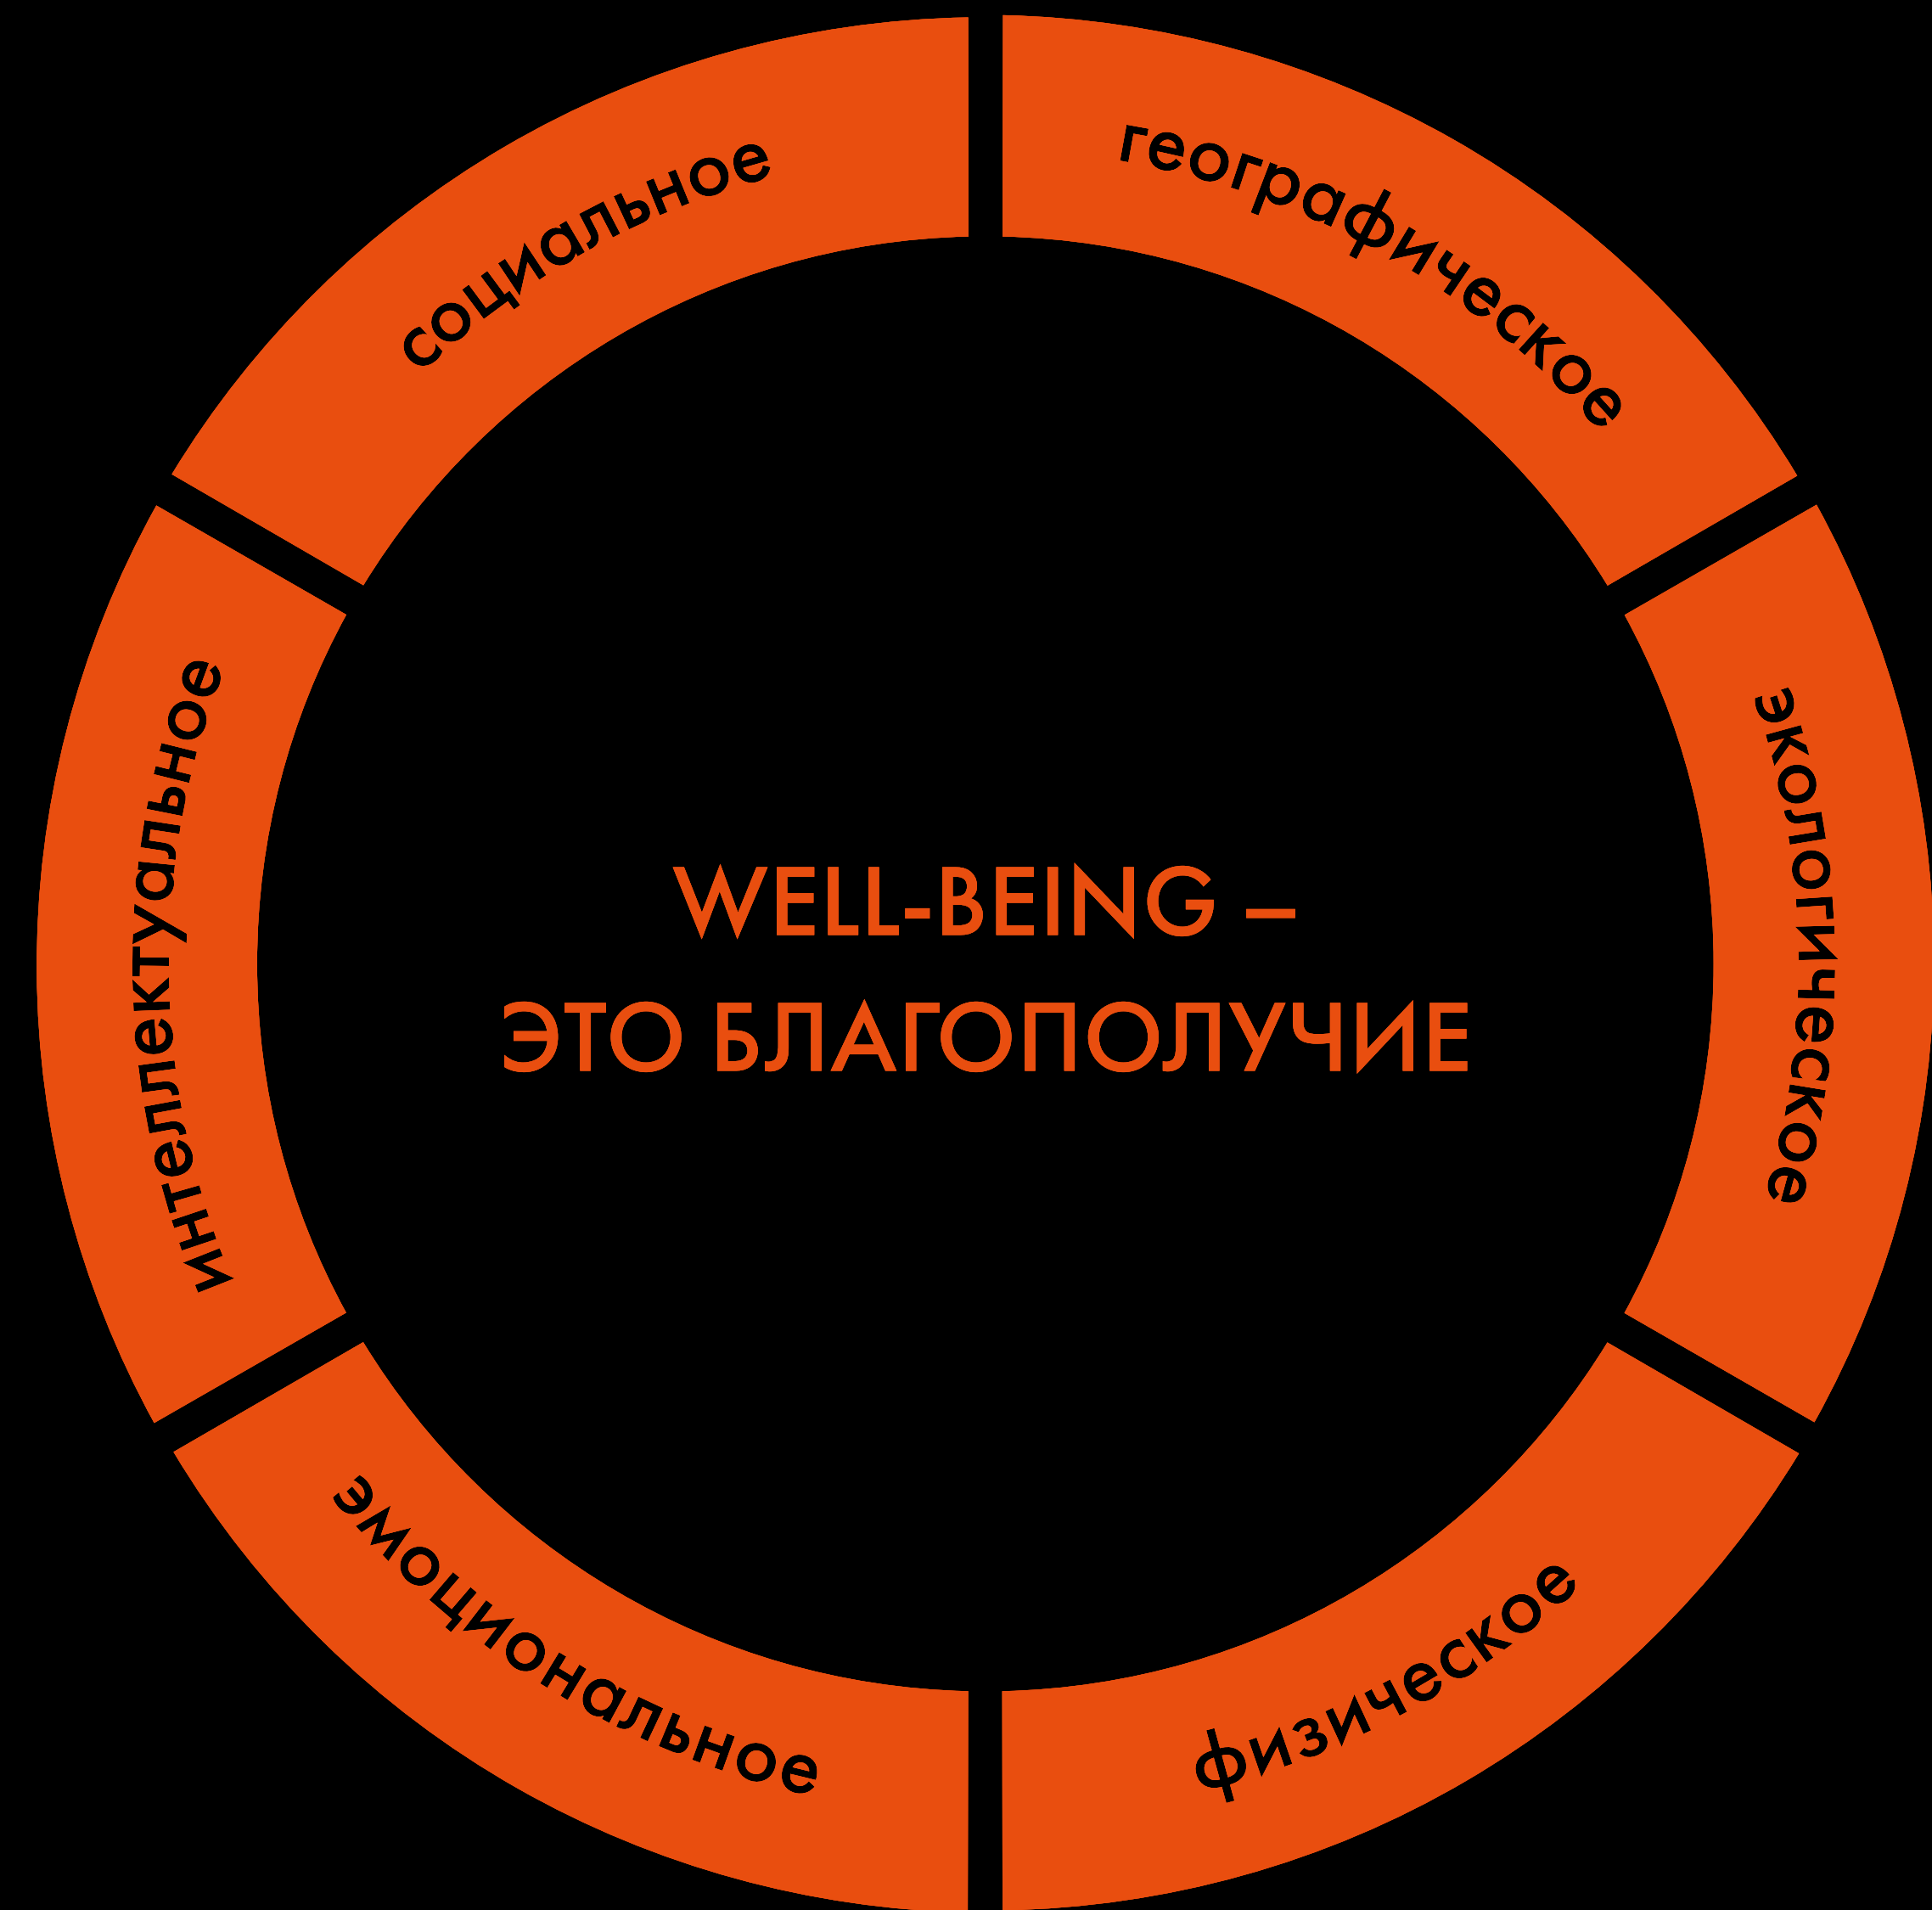 социальное
географическое
интеллектуальное
экологическое
WELL-BEING –
ЭТО БЛАГОПОЛУЧИЕ
эмоциональное
физическое